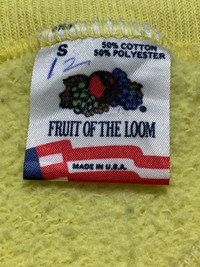 S
50% COTTON
50% POLYESTER
12
FRUIT OF THE LOOM
MADE IN U.S.A.